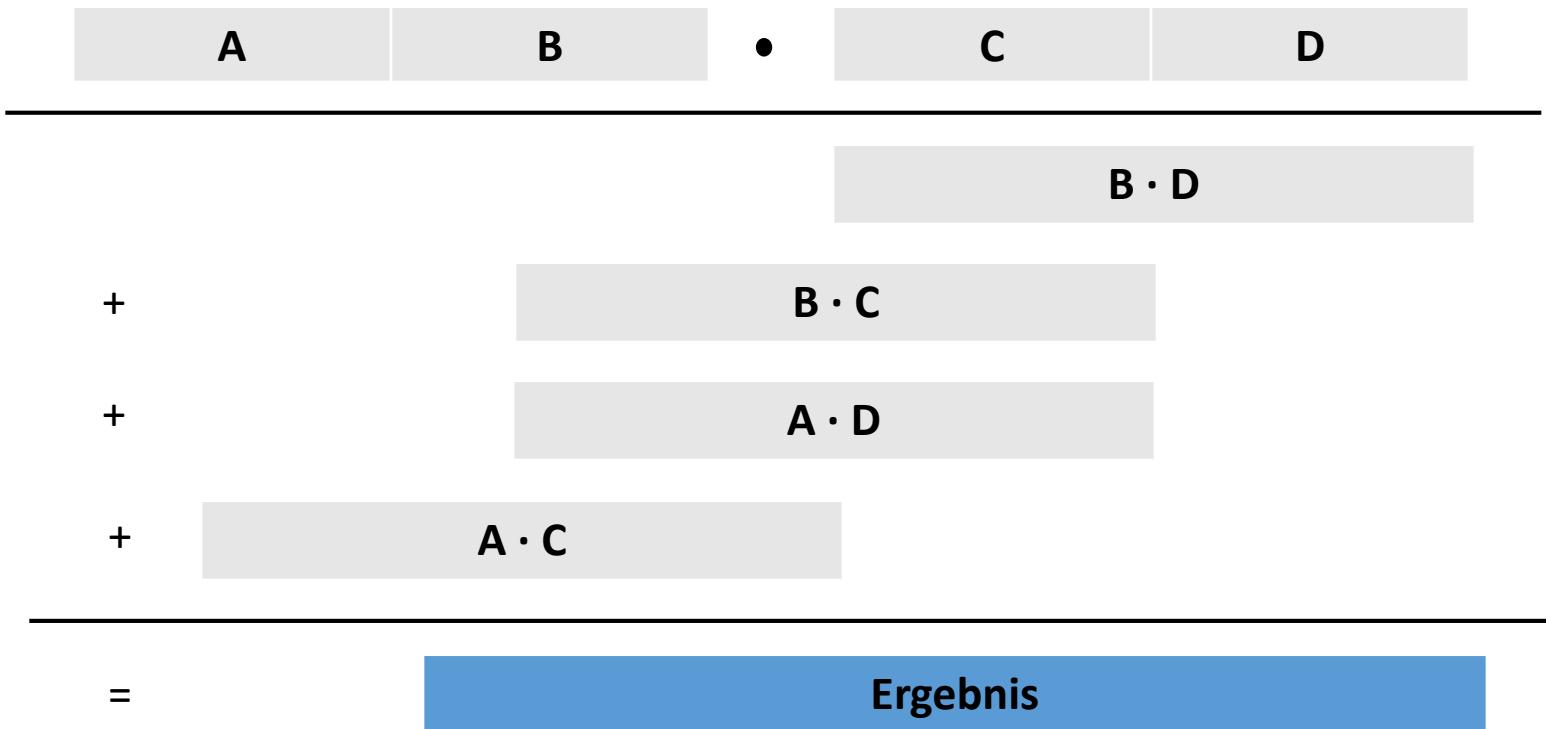 A B • C D
B · D
+ B · C
+ A · D
+ A · C
= Ergebnis